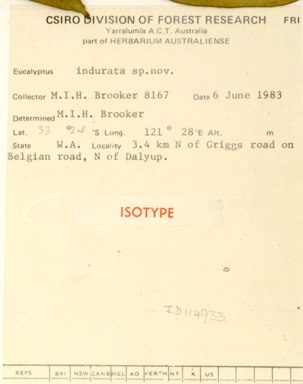 CSIRO DIVISION OF FOREST RESEARCH FRI
Yarralumla A.C.T. Australia
part of HERBARIUM AUSTRALIENSE
Eucalyptus indurata sp.nov.
Collector M.I.H. Brooker 8167 Date 6 June 1983
Determined M.I.H. Brooker
Lat. 33 ° 'S Long. 121 ° 28'E Alt. m
State W.A. Locality 3.4 km N of Griggs road on
Belgian road, N of Dalyup.
ISOTYPE
ID114933.
REPS BRI NSW CANB MEL AD PERTH NT K US